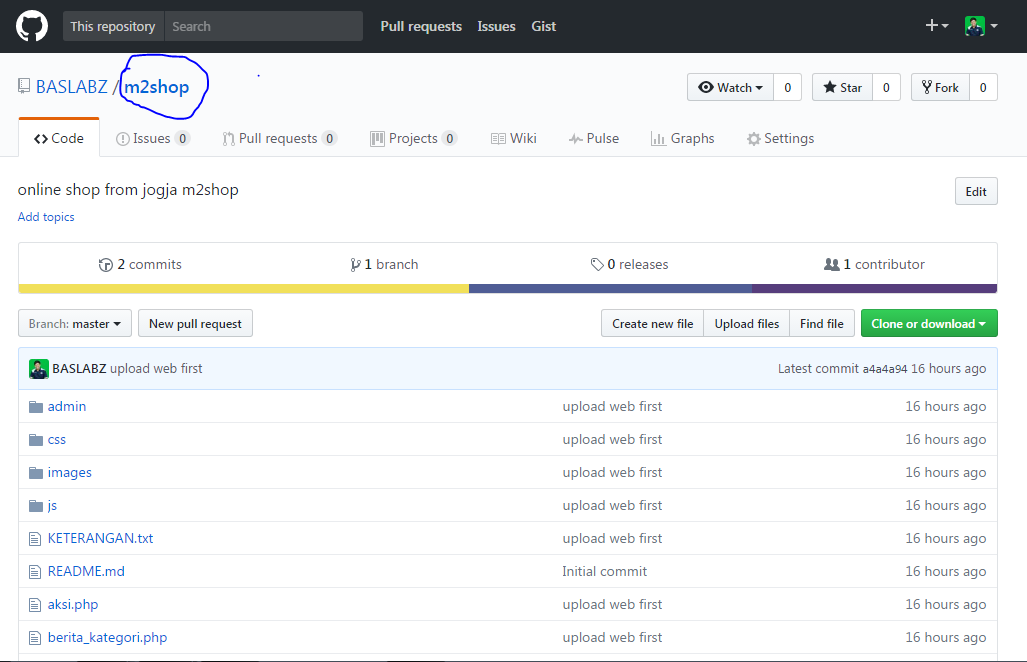 This repository Search Pull requests Issues Gist
BASLABZ / m2shop Watch 0 Star 0 Fork 0
Code Issues 0 Pull requests 0 Projects 0 Wiki Pulse Graphs Settings
online shop from jogja m2shop Edit
Add topics
2 commits 1 branch 0 releases 1 contributor
Branch: master New pull request Create new file Upload files Find file Clone or download
BASLABZ upload web first Latest commit a4a4a94 16 hours ago
admin upload web first 16 hours ago
css upload web first 16 hours ago
images upload web first 16 hours ago
js upload web first 16 hours ago
KETERANGAN.txt upload web first 16 hours ago
README.md Initial commit 16 hours ago
aksi.php upload web first 16 hours ago
berita_kategori.php upload web first 16 hours ago